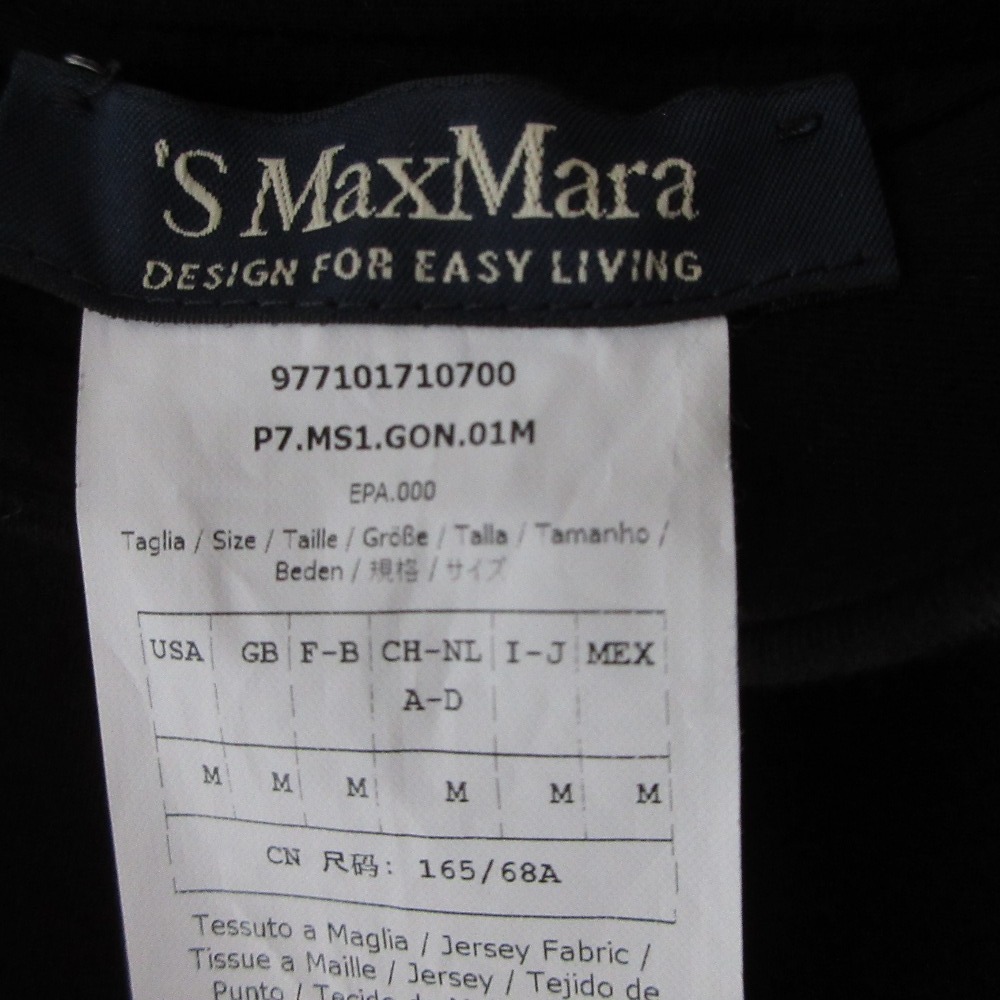 'S MaxMara
DESIGN FOR EASY LIVING
977101710700
P7.MS1.GON.01M
EPA.000
Taglia / Size / Taille / Größe / Talla / Tamanho /
Beden / 規格 / サイズ
USA GB F-B CH-NL I-J MEX
A-D
M M M M M M
CN 尺码: 165/68A
Tessuto a Maglia / Jersey Fabric /
Tissue a Maille / Jersey / Tejido de
Punto /